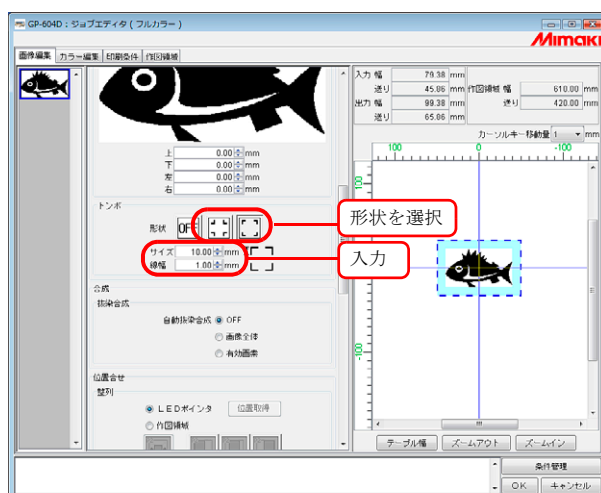 GP-604D：ジョブエディタ ( フルカラー )
Mimaki
画像編集 カラー編集 印刷条件 作図領域
入力 幅 79.38 mm
送り 45.06 mm 作図領域 幅 610.00 mm
出力 幅 99.38 mm 送り 420.00 mm
送り 65.06 mm
カーソルキー移動量 1 mm
100 0 -100
100
0
-100
上 0.00 mm
下 0.00 mm
左 0.00 mm
右 0.00 mm
トンボ
形状 OFF
形状を選択
サイズ 10.00 mm
線幅 1.00 mm
入力
合成
抜染合成
自動抜染合成 OFF
画像全体
有効画素
位置合せ
整列
ＬＥＤポインタ 位置取得
作図領域
テーブル幅 ズームアウト ズームイン
条件管理
OK キャンセル